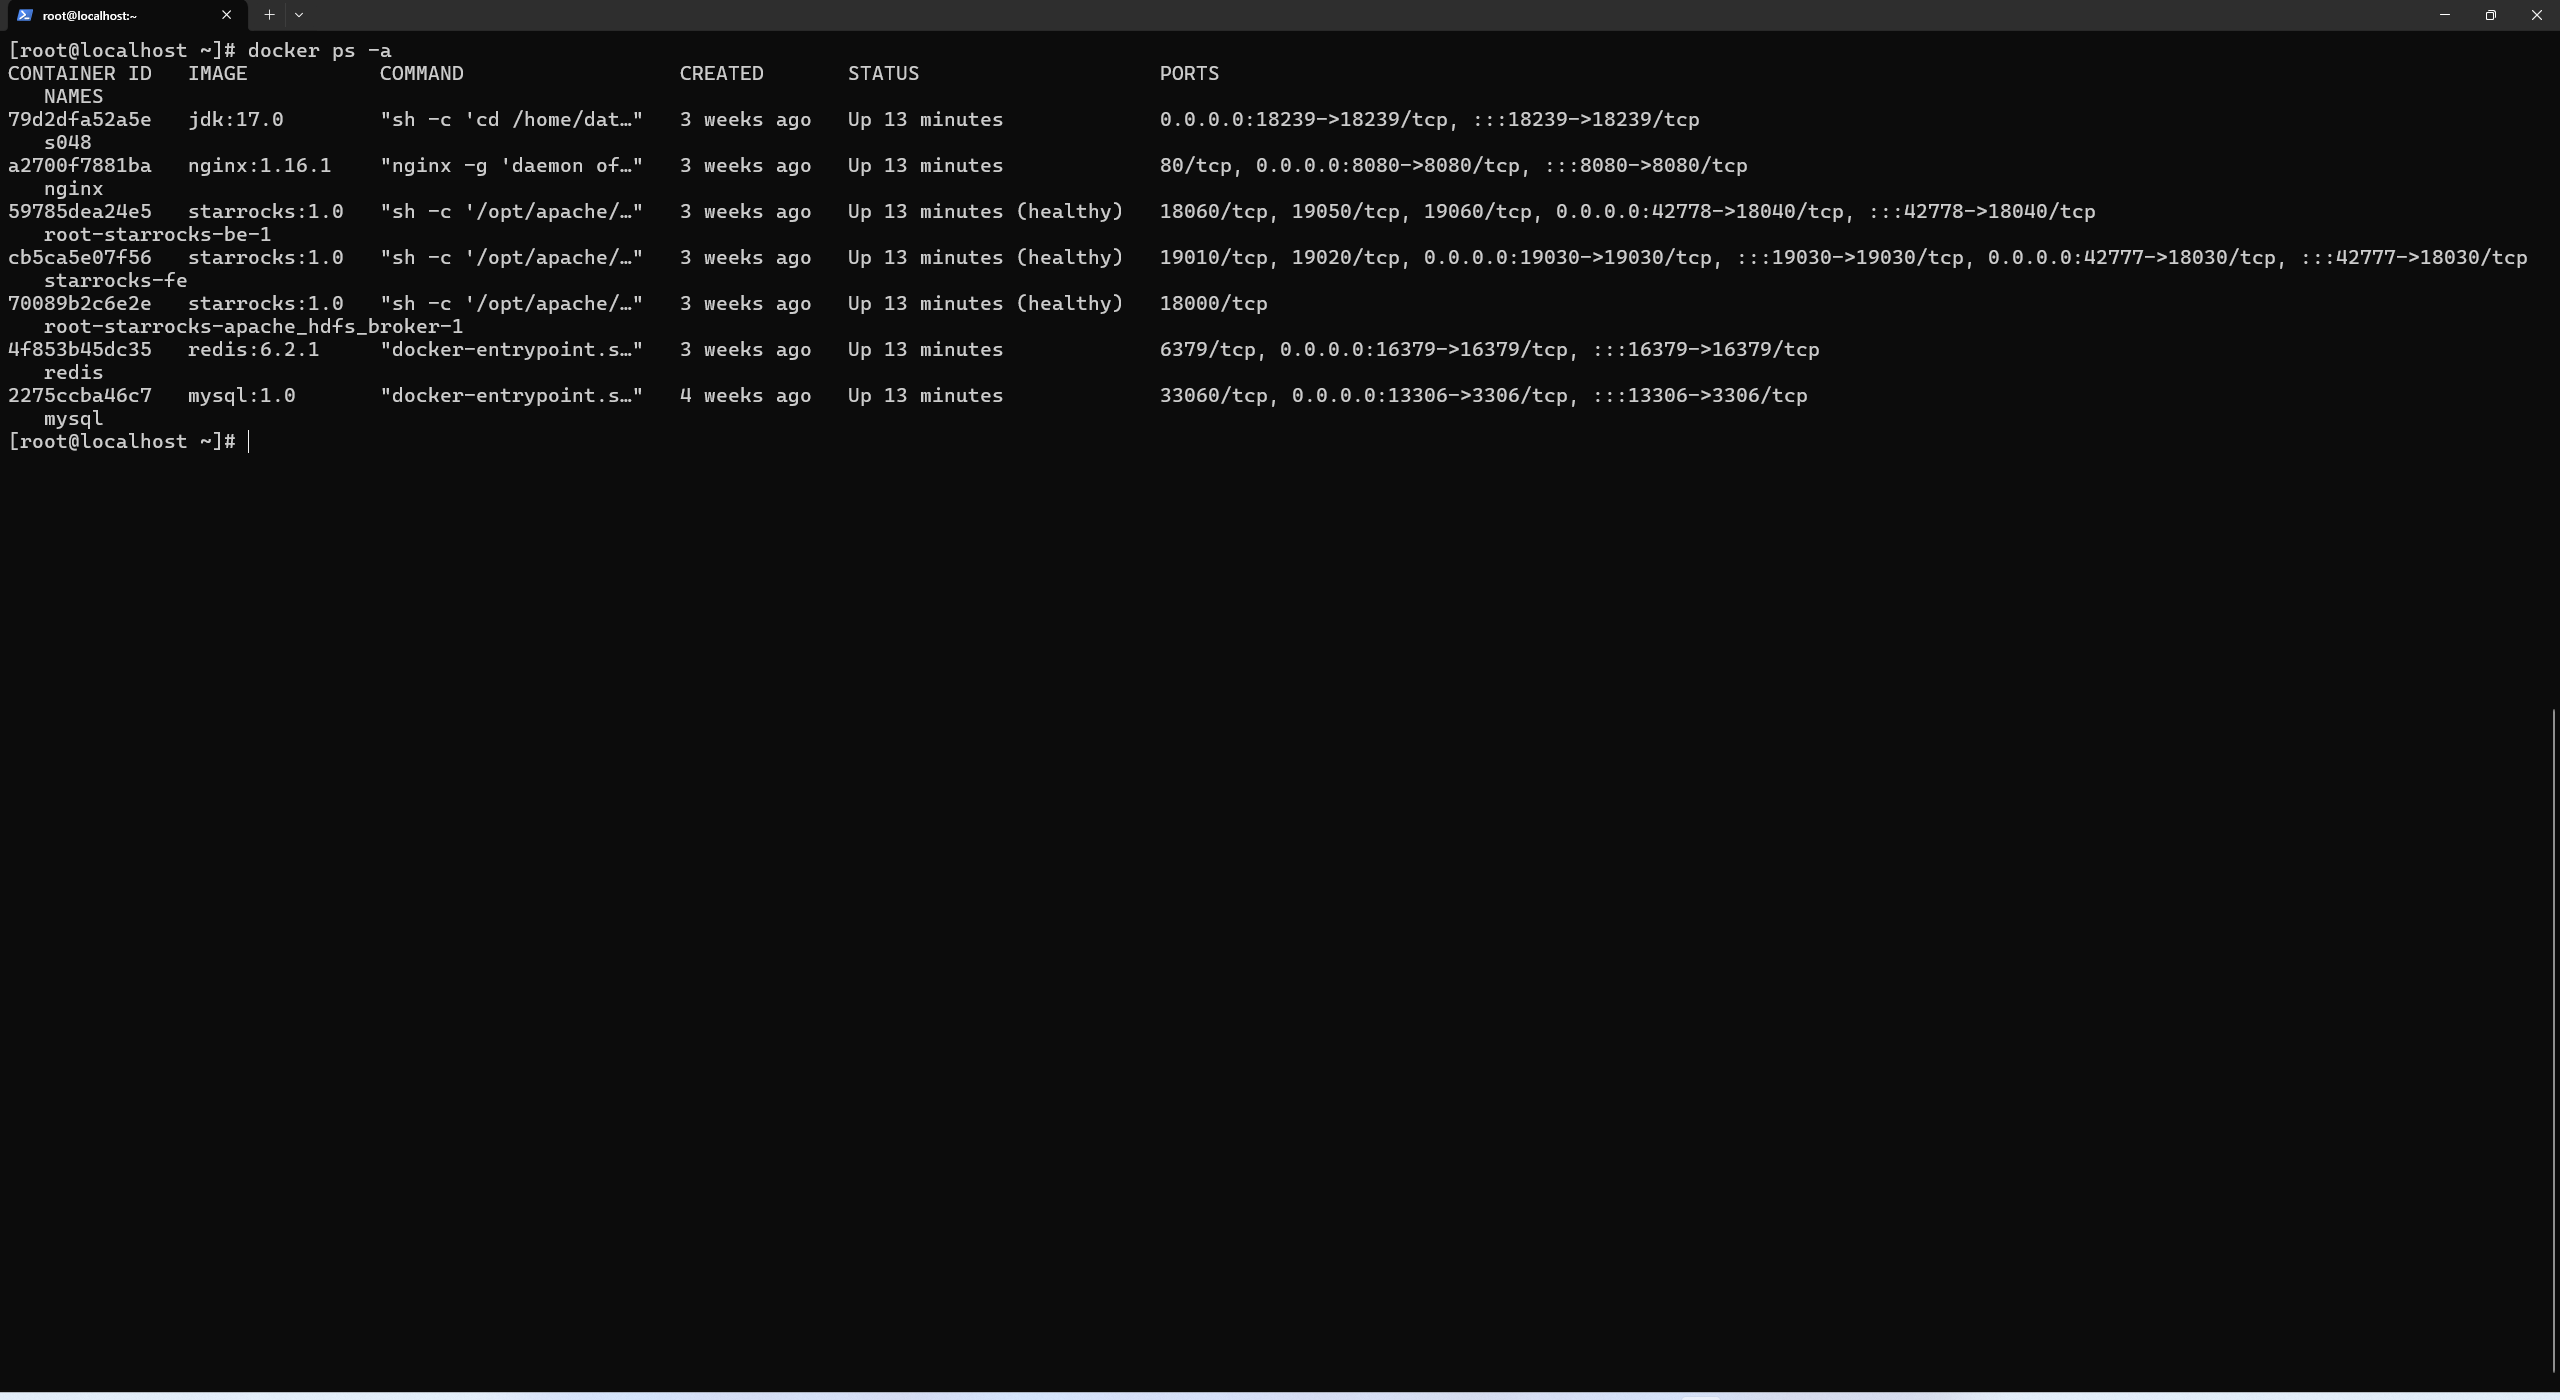 root@localhost:~
[root@localhost ~]# docker ps -a
CONTAINER ID   IMAGE           COMMAND                  CREATED       STATUS                    PORTS
   NAMES
79d2dfa52a5e   jdk:17.0        "sh -c 'cd /home/dat…"   3 weeks ago   Up 13 minutes             0.0.0.0:18239->18239/tcp, :::18239->18239/tcp
   s048
a2700f7881ba   nginx:1.16.1    "nginx -g 'daemon of…"   3 weeks ago   Up 13 minutes             80/tcp, 0.0.0.0:8080->8080/tcp, :::8080->8080/tcp
   nginx
59785dea24e5   starrocks:1.0   "sh -c '/opt/apache/…"   3 weeks ago   Up 13 minutes (healthy)   18060/tcp, 19050/tcp, 19060/tcp, 0.0.0.0:42778->18040/tcp, :::42778->18040/tcp
   root-starrocks-be-1
cb5ca5e07f56   starrocks:1.0   "sh -c '/opt/apache/…"   3 weeks ago   Up 13 minutes (healthy)   19010/tcp, 19020/tcp, 0.0.0.0:19030->19030/tcp, :::19030->19030/tcp, 0.0.0.0:42777->18030/tcp, :::42777->18030/tcp
   starrocks-fe
70089b2c6e2e   starrocks:1.0   "sh -c '/opt/apache/…"   3 weeks ago   Up 13 minutes (healthy)   18000/tcp
   root-starrocks-apache_hdfs_broker-1
4f853b45dc35   redis:6.2.1     "docker-entrypoint.s…"   3 weeks ago   Up 13 minutes             6379/tcp, 0.0.0.0:16379->16379/tcp, :::16379->16379/tcp
   redis
2275ccba46c7   mysql:1.0       "docker-entrypoint.s…"   4 weeks ago   Up 13 minutes             33060/tcp, 0.0.0.0:13306->3306/tcp, :::13306->3306/tcp
   mysql
[root@localhost ~]#